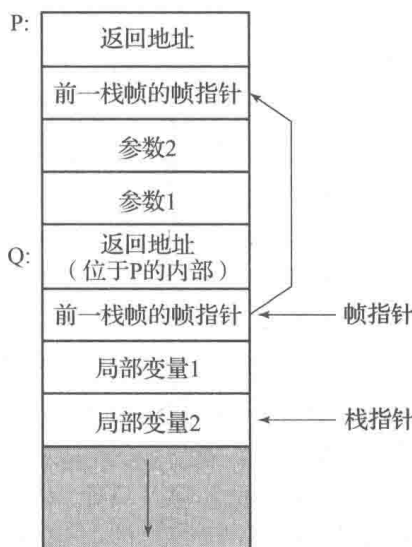 P:
返回地址
前一栈帧的帧指针
参数2
参数1
Q:
返回地址
（位于P的内部）
前一栈帧的帧指针
帧指针
局部变量1
局部变量2
栈指针